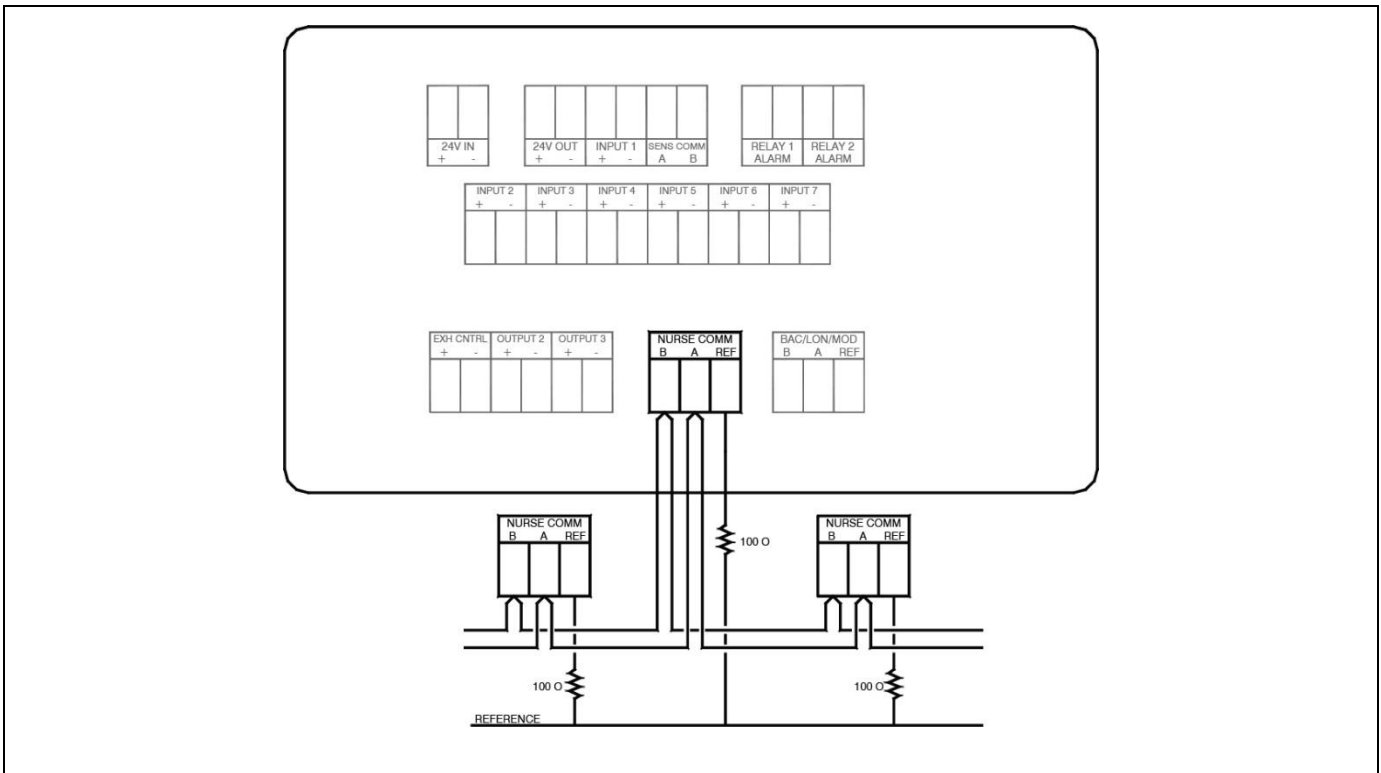 24V IN
+ -
24V OUT INPUT 1 SENS COMM
+ - + - A B
RELAY 1 RELAY 2
ALARM ALARM
INPUT 2 INPUT 3 INPUT 4 INPUT 5 INPUT 6 INPUT 7
+ - + - + - + - + - + -
EXH CNTRL OUTPUT 2 OUTPUT 3
+ - + - + -
NURSE COMM
B A REF
BAC/LON/MOD
B A REF
NURSE COMM
B A REF
100 O
NURSE COMM
B A REF
100 O
100 O
REFERENCE